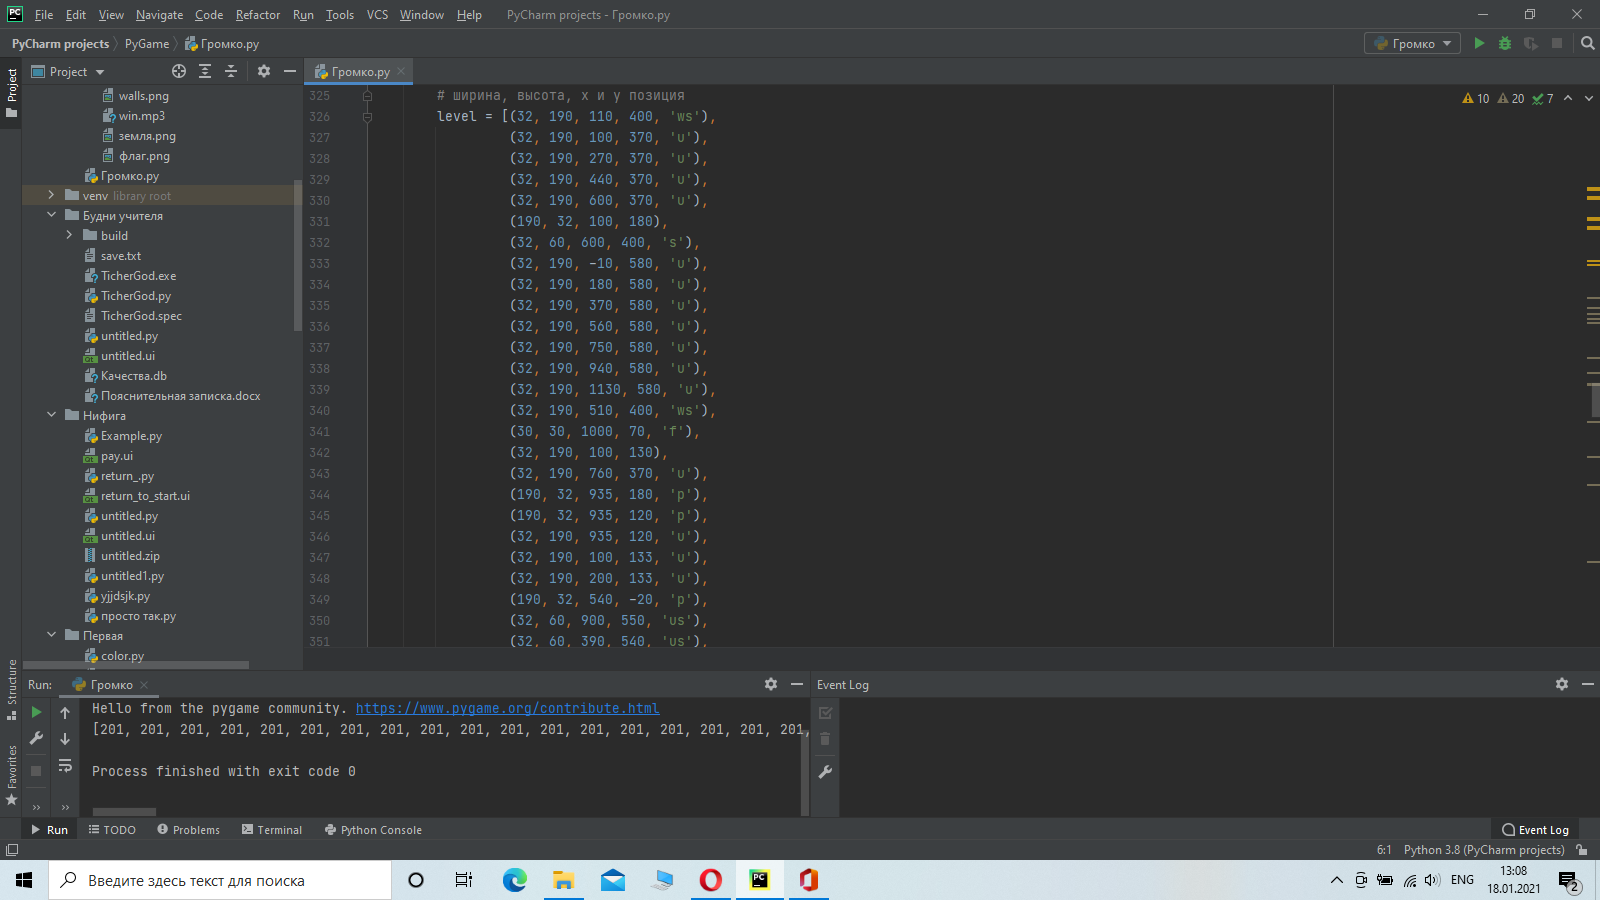 File Edit View Navigate Code Refactor Run Tools VCS Window Help PyCharm projects - Громко.py
PyCharm projects PyGame Громко.py Громко
Project Project Громко.py
walls.png
win.mp3
земля.png
флаг.png
Громко.py
venv library root
Будни учителя
build
save.txt
TicherGod.exe
TicherGod.py
TicherGod.spec
untitled.py
untitled.ui
Качества.db
Пояснительная записка.docx
Нифига
Example.py
pay.ui
return_.py
return_to_start.ui
untitled.py
untitled.ui
untitled.zip
untitled1.py
yjjdsjk.py
просто так.py
Первая
color.py
Structure
Favorites
10 20 7
325 # ширина, высота, x и y позиция
326 level = [(32, 190, 110, 400, 'ws'),
327 (32, 190, 100, 370, 'u'),
328 (32, 190, 270, 370, 'u'),
329 (32, 190, 440, 370, 'u'),
330 (32, 190, 600, 370, 'u'),
331 (190, 32, 100, 180),
332 (32, 60, 600, 400, 's'),
333 (32, 190, -10, 580, 'u'),
334 (32, 190, 180, 580, 'u'),
335 (32, 190, 370, 580, 'u'),
336 (32, 190, 560, 580, 'u'),
337 (32, 190, 750, 580, 'u'),
338 (32, 190, 940, 580, 'u'),
339 (32, 190, 1130, 580, 'u'),
340 (32, 190, 510, 400, 'ws'),
341 (30, 30, 1000, 70, 'f'),
342 (32, 190, 100, 130),
343 (32, 190, 760, 370, 'u'),
344 (190, 32, 935, 180, 'p'),
345 (190, 32, 935, 120, 'p'),
346 (32, 190, 935, 120, 'u'),
347 (32, 190, 100, 133, 'u'),
348 (32, 190, 200, 133, 'u'),
349 (190, 32, 540, -20, 'p'),
350 (32, 60, 900, 550, 'us'),
351 (32, 60, 390, 540, 'us'),
Run: Громко Event Log
Hello from the pygame community. https://www.pygame.org/contribute.html
[201, 201, 201, 201, 201, 201, 201, 201, 201, 201, 201, 201, 201, 201, 201, 201, 201, 201,
Process finished with exit code 0
Run TODO Problems Terminal Python Console Event Log
6:1 Python 3.8 (PyCharm projects)
Введите здесь текст для поиска
ENG
13:08
18.01.2021
2